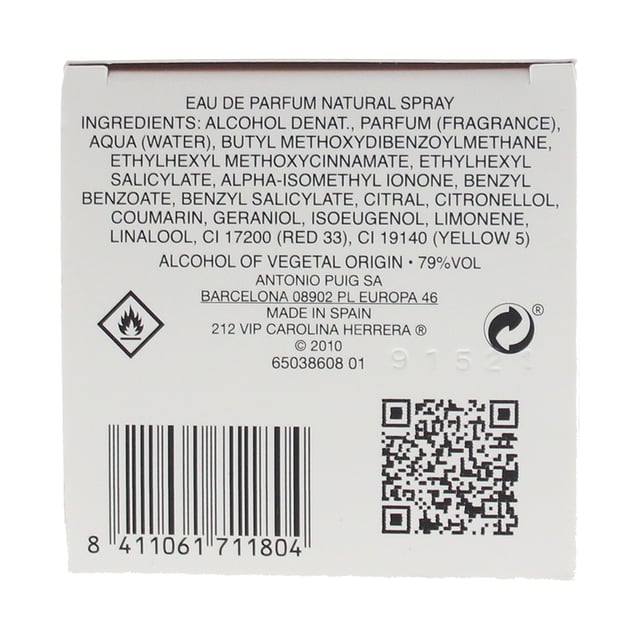 EAU DE PARFUM NATURAL SPRAY
INGREDIENTS: ALCOHOL DENAT., PARFUM (FRAGRANCE),
AQUA (WATER), BUTYL METHOXYDIBENZOYLMETHANE,
ETHYLHEXYL METHOXYCINNAMATE, ETHYLHEXYL
SALICYLATE, ALPHA-ISOMETHYL IONONE, BENZYL
BENZOATE, BENZYL SALICYLATE, CITRAL, CITRONELLOL,
COUMARIN, GERANIOL, ISOEUGENOL, LIMONENE,
LINALOOL, CI 17200 (RED 33), CI 19140 (YELLOW 5)
ALCOHOL OF VEGETAL ORIGIN • 79%VOL
ANTONIO PUIG SA
BARCELONA 08902 PL EUROPA 46
MADE IN SPAIN
212 VIP CAROLINA HERRERA ®
© 2010
65038608 01
91521
®
8 411061 711804